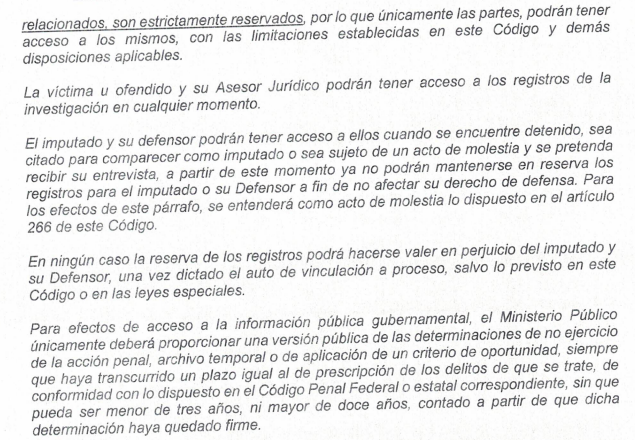 relacionados, son estrictamente reservados, por lo que únicamente las partes, podrán tener
acceso a los mismos, con las limitaciones establecidas en este Código y demás
disposiciones aplicables.
La víctima u ofendido y su Asesor Jurídico podrán tener acceso a los registros de la
investigación en cualquier momento.
El imputado y su defensor podrán tener acceso a ellos cuando se encuentre detenido, sea
citado para comparecer como imputado o sea sujeto de un acto de molestia y se pretenda
recibir su entrevista, a partir de este momento ya no podrán mantenerse en reserva los
registros para el imputado o su Defensor a fin de no afectar su derecho de defensa. Para
los efectos de este párrafo, se entenderá como acto de molestia lo dispuesto en el artículo
266 de este Código.
En ningún caso la reserva de los registros podrá hacerse valer en perjuicio del imputado y
su Defensor, una vez dictado el auto de vinculación a proceso, salvo lo previsto en este
Código o en las leyes especiales.
Para efectos de acceso a la información pública gubernamental, el Ministerio Público
únicamente deberá proporcionar una versión pública de las determinaciones de no ejercicio
de la acción penal, archivo temporal o de aplicación de un criterio de oportunidad, siempre
que haya transcurrido un plazo igual al de prescripción de los delitos de que se trate, de
conformidad con lo dispuesto en el Código Penal Federal o estatal correspondiente, sin que
pueda ser menor de tres años, ni mayor de doce años, contado a partir de que dicha
determinación haya quedado firme.